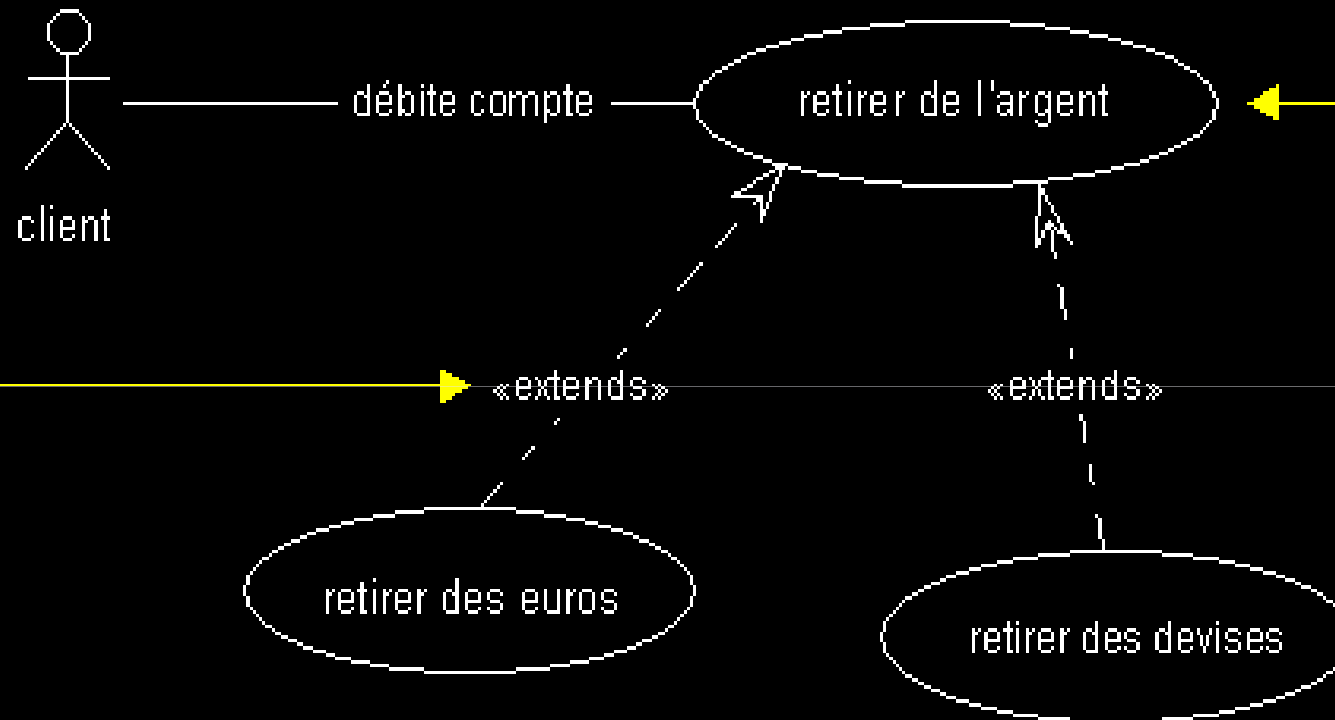 débite compte
retirer de l'argent
client
«extends»
«extends»
retirer des euros
retirer des devises